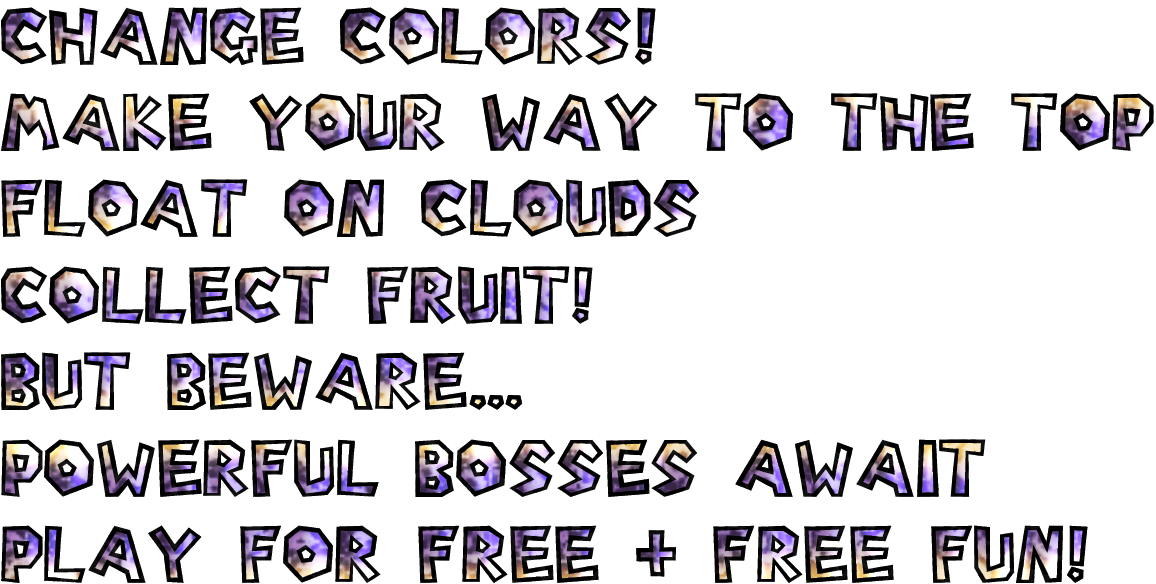 CHANGE COLORS!
MAKE YOUR WAY TO THE TOP
FLOAT ON CLOUDS
COLLECT FRUIT!
BUT BEWARE...
POWERFUL BOSSES AWAIT
PLAY FOR FREE + FREE FUN!